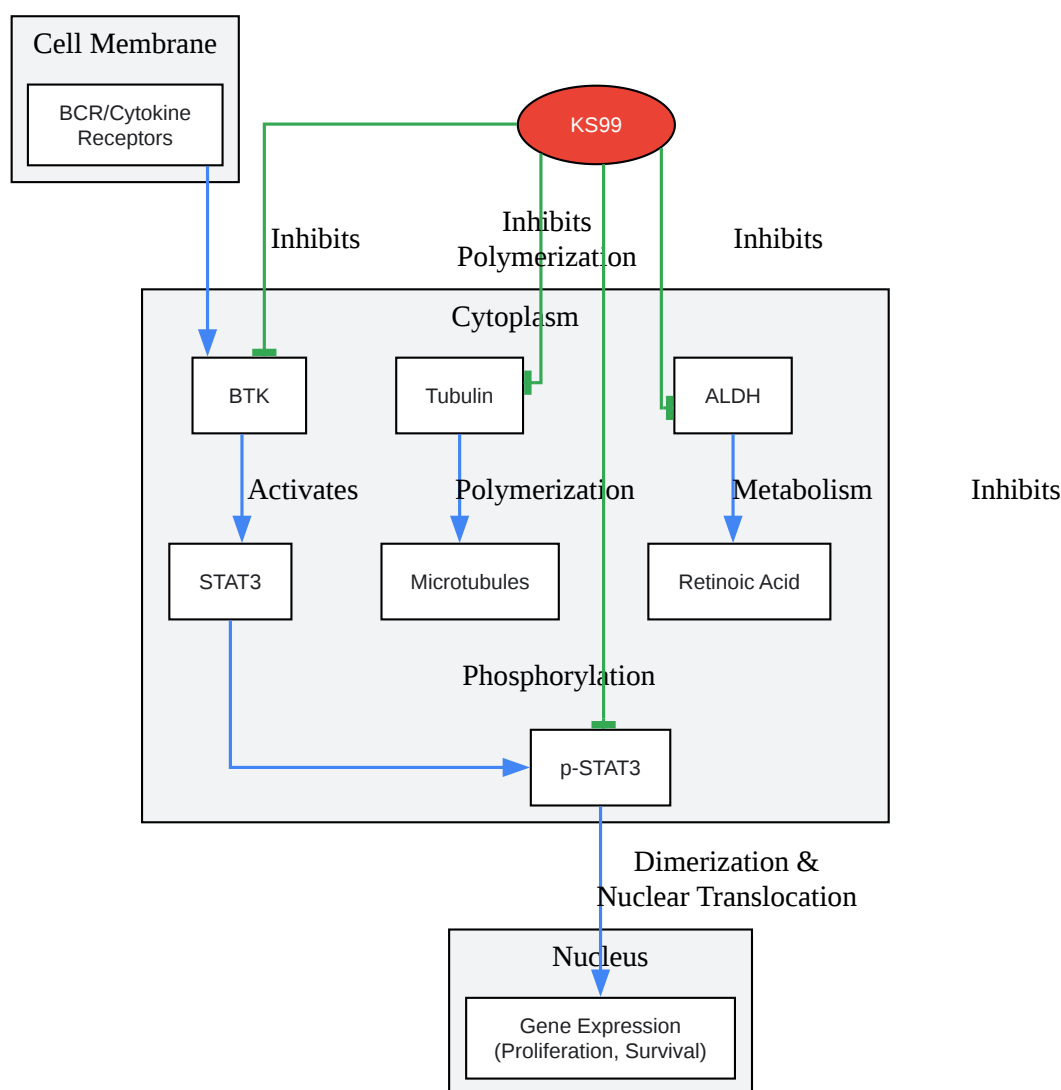 Cell Membrane
BCR/Cytokine
Receptors
KS99
Inhibits
Inhibits
Polymerization
Inhibits
Cytoplasm
BTK
Tubulin
ALDH
Activates
Polymerization
Metabolism
Inhibits
STAT3
Microtubules
Retinoic Acid
Phosphorylation
p-STAT3
Dimerization &
Nuclear Translocation
Nucleus
Gene Expression
(Proliferation, Survival)